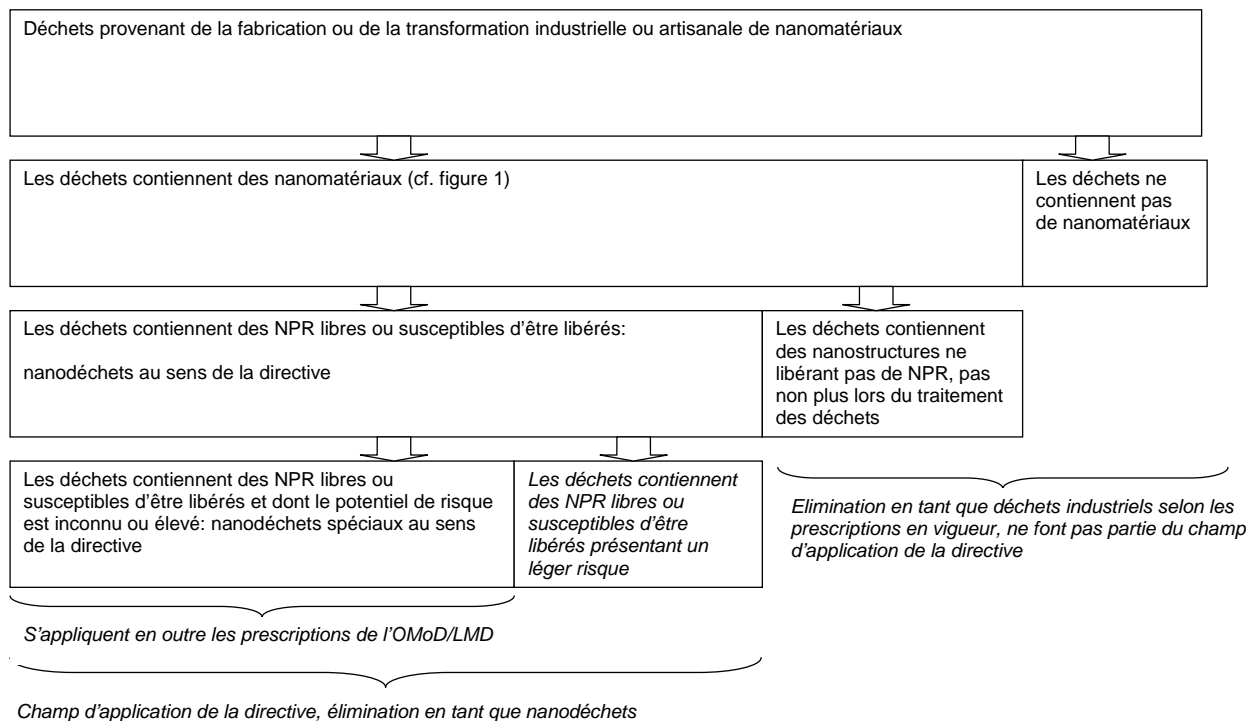 Déchets provenant de la fabrication ou de la transformation industrielle ou artisanale de nanomatériaux
Les déchets contiennent des nanomatériaux (cf. figure 1)
Les déchets ne
contiennent pas
de nanomatériaux
Les déchets contiennent des NPR libres ou susceptibles d'être libérés:
nanodéchets au sens de la directive
Les déchets contiennent
des nanostructures ne
libérant pas de NPR, pas
non plus lors du traitement
des déchets
Les déchets contiennent des NPR libres ou
susceptibles d'être libérés et dont le potentiel de risque
est inconnu ou élevé: nanodéchets spéciaux au sens
de la directive
Les déchets contiennent
des NPR libres ou
susceptibles d'être
libérés présentant un
léger risque
Elimination en tant que déchets industriels selon les
prescriptions en vigueur, ne font pas partie du champ
d'application de la directive
S'appliquent en outre les prescriptions de l'OMoD/LMD
Champ d'application de la directive, élimination en tant que nanodéchets